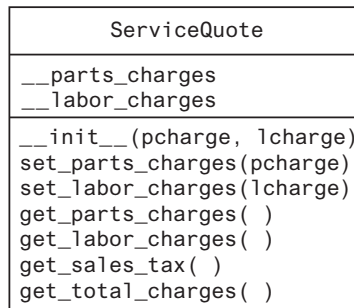 ServiceQuote
__parts_charges
__labor_charges
__init__(pcharge, lcharge)
set_parts_charges(pcharge)
set_labor_charges(lcharge)
get_parts_charges( )
get_labor_charges( )
get_sales_tax( )
get_total_charges( )